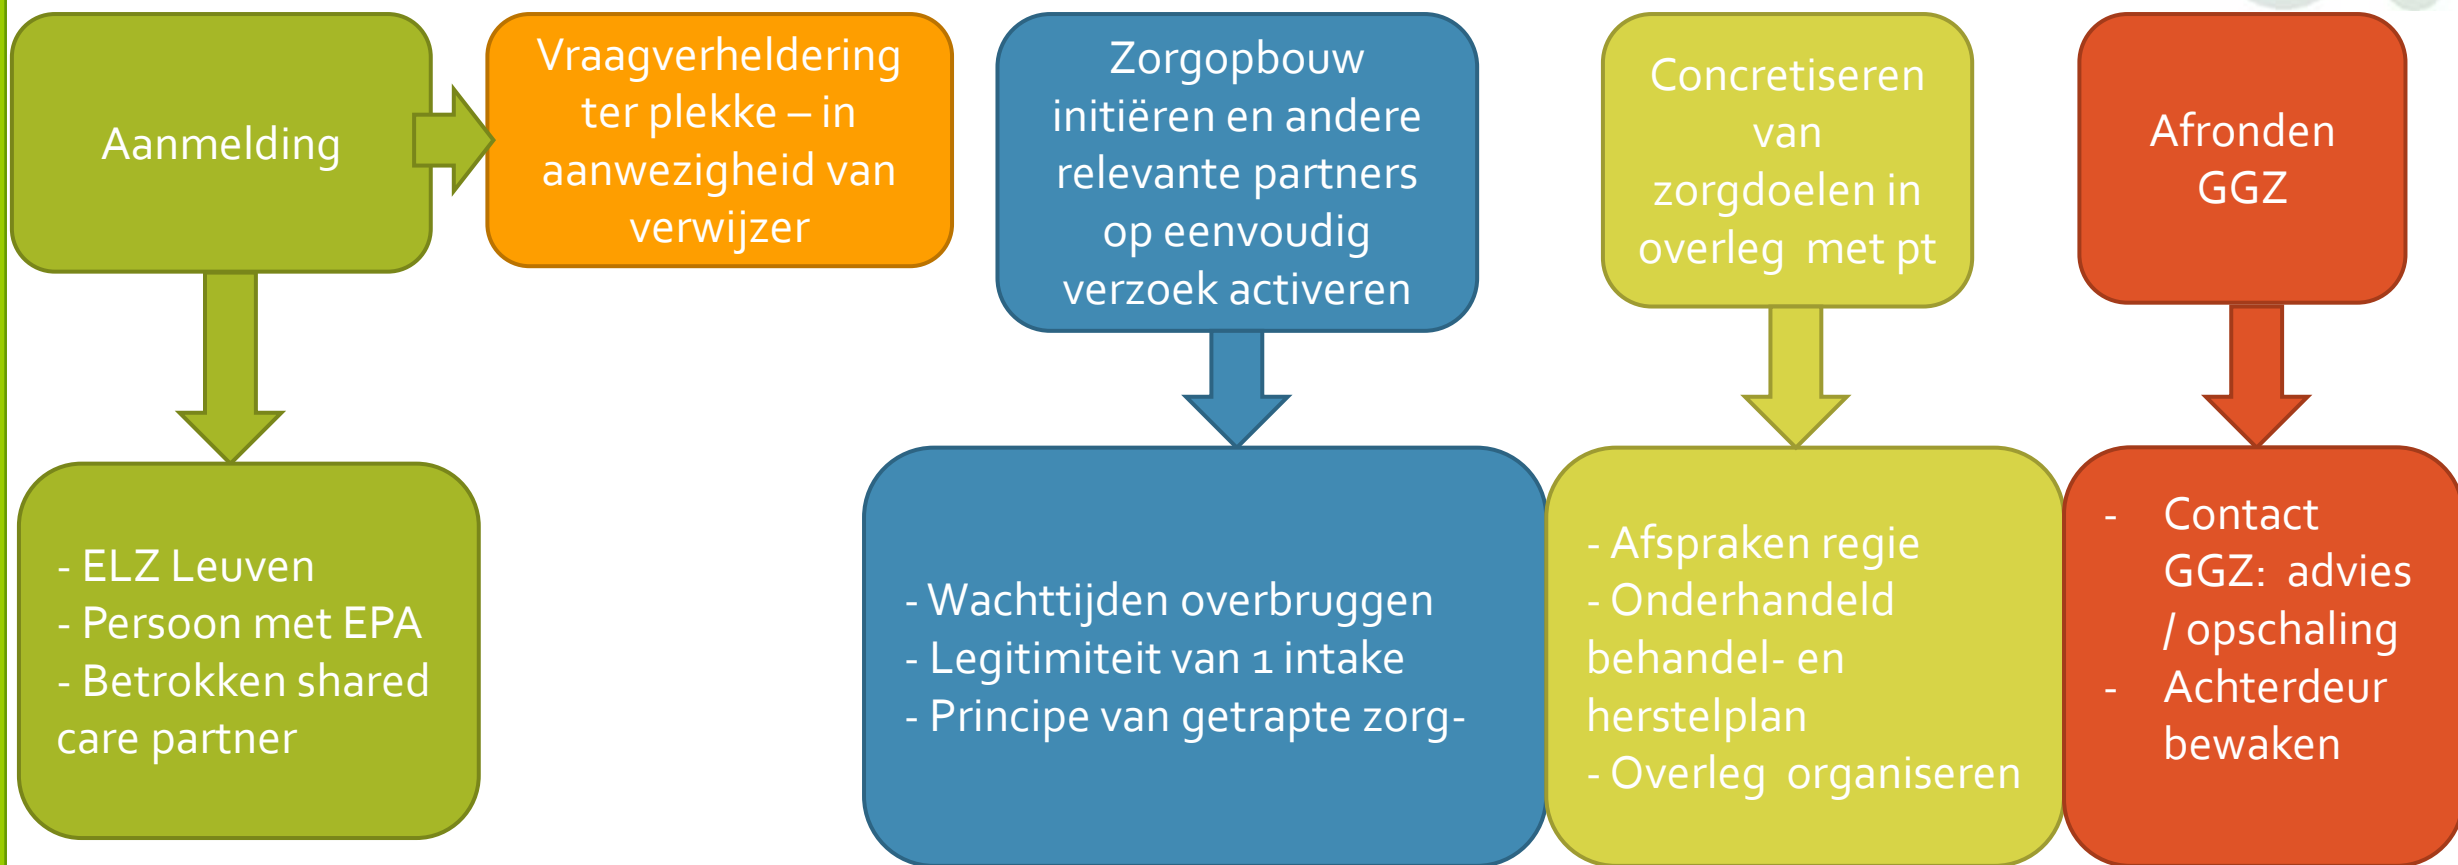 Aanmelding
Vraagverheldering
ter plekke – in
aanwezigheid van
verwijzer
Zorgopbouw
initiëren en andere
relevante partners
op eenvoudig
verzoek activeren
Concretiseren
van
zorgdoelen in
overleg met pt
Afronden
GGZ
- ELZ Leuven
- Persoon met EPA
- Betrokken shared
care partner
- Wachttijden overbruggen
- Legitimiteit van 1 intake
- Principe van getrapte zorg-
- Afspraken regie
- Onderhandeld
behandel- en
herstelplan
- Overleg organiseren
- Contact
GGZ: advies
/ opschaling
- Achterdeur
bewaken